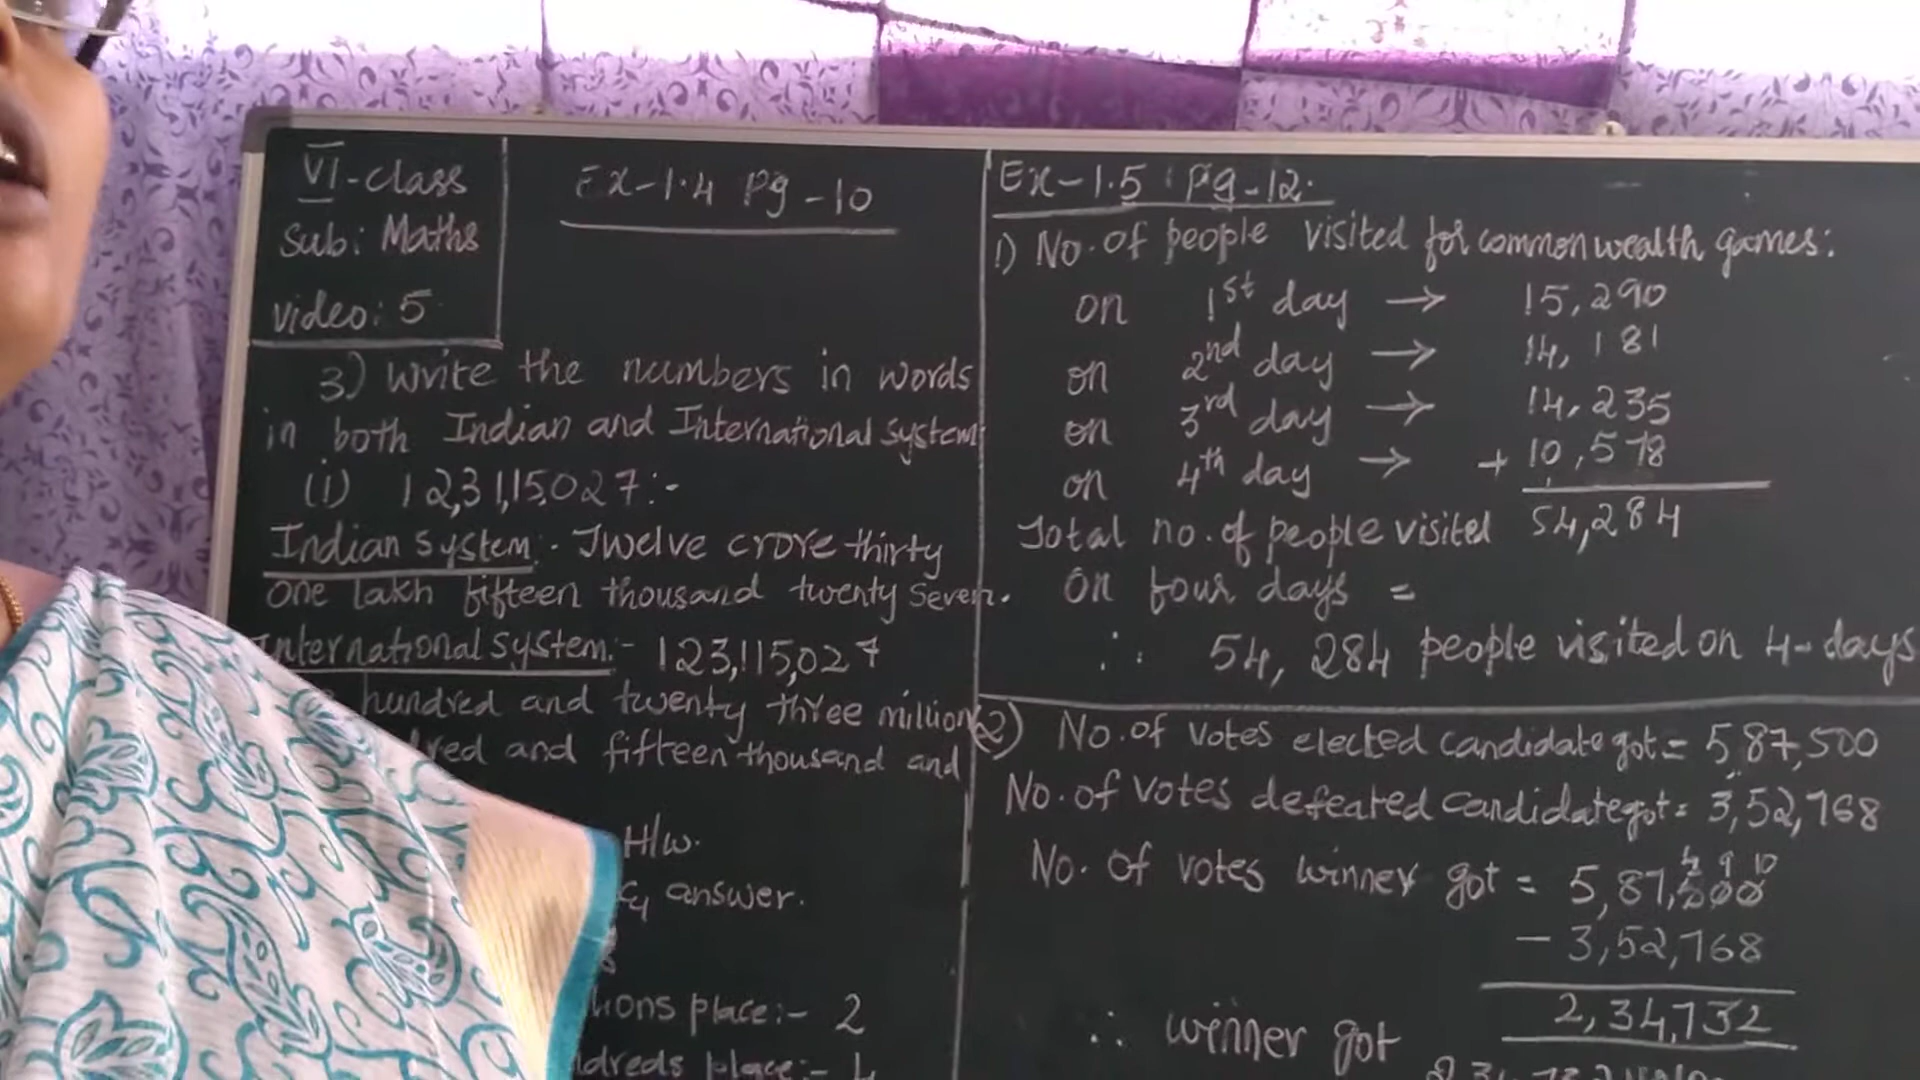 VI-class
Sub: Maths
video: 5
Ex-1.4 Pg-10
3) Write the numbers in words
in both Indian and International system
(i) 12,31,15,027:-
Indian system:- Twelve crore thirty
one lakh fifteen thousand twenty seven.
International system:- 123,115,027
hundred and twenty three million
and fifteen thousand and
H/w.
answer.
place:- 2
place:-
Ex-1.5 : Pg-12.
1) No. of people visited for commonwealth games:
on 1st day → 15,290
on 2nd day → 14,181
on 3rd day → 14,235
on 4th day → + 10,578
Total no. of people visited 54,284
on four days =
∴ 54,284 people visited on 4-days
2) No. of votes elected candidate got = 5,87,500
No. of votes defeated candidate got = 3,52,768
4 9 10
No. of votes winner got = 5,87,500
- 3,52,768
2,34,732
∴ winner got